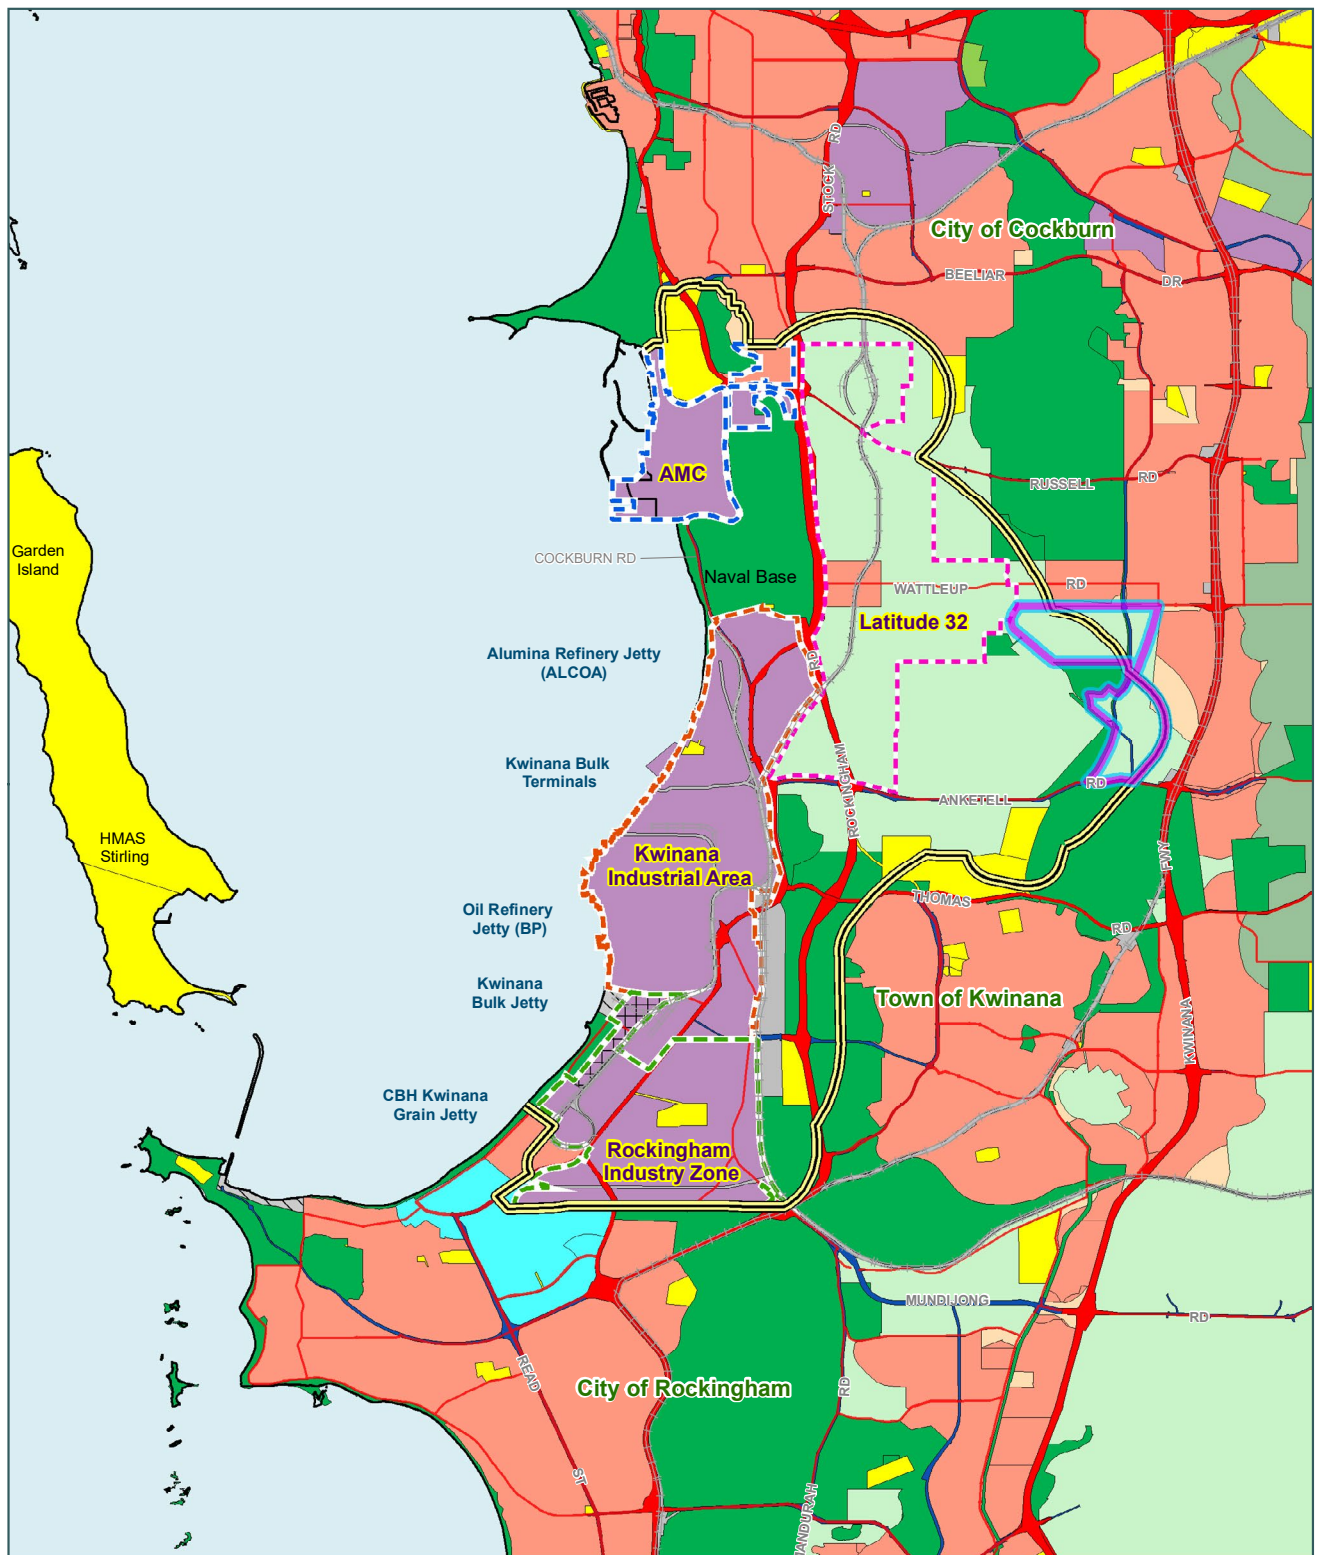 STOCK
RD
City of Cockburn
BEELIAR
DR
AMC
RUSSELL
RD
Garden
Island
COCKBURN RD
Naval Base
WATTLEUP
RD
Latitude 32
Alumina Refinery Jetty
(ALCOA)
RD
Kwinana Bulk
Terminals
ROCKINGHAM
ANKETELL
RD
HMAS
Stirling
Kwinana
Industrial Area
FWY
THOMAS
RD
Oil Refinery
Jetty (BP)
Kwinana
Bulk Jetty
Town of Kwinana
KWINANA
CBH Kwinana
Grain Jetty
Rockingham
Industry Zone
MUNDIJONG
RD
READ
City of Rockingham
RD
ST
MANDURAH